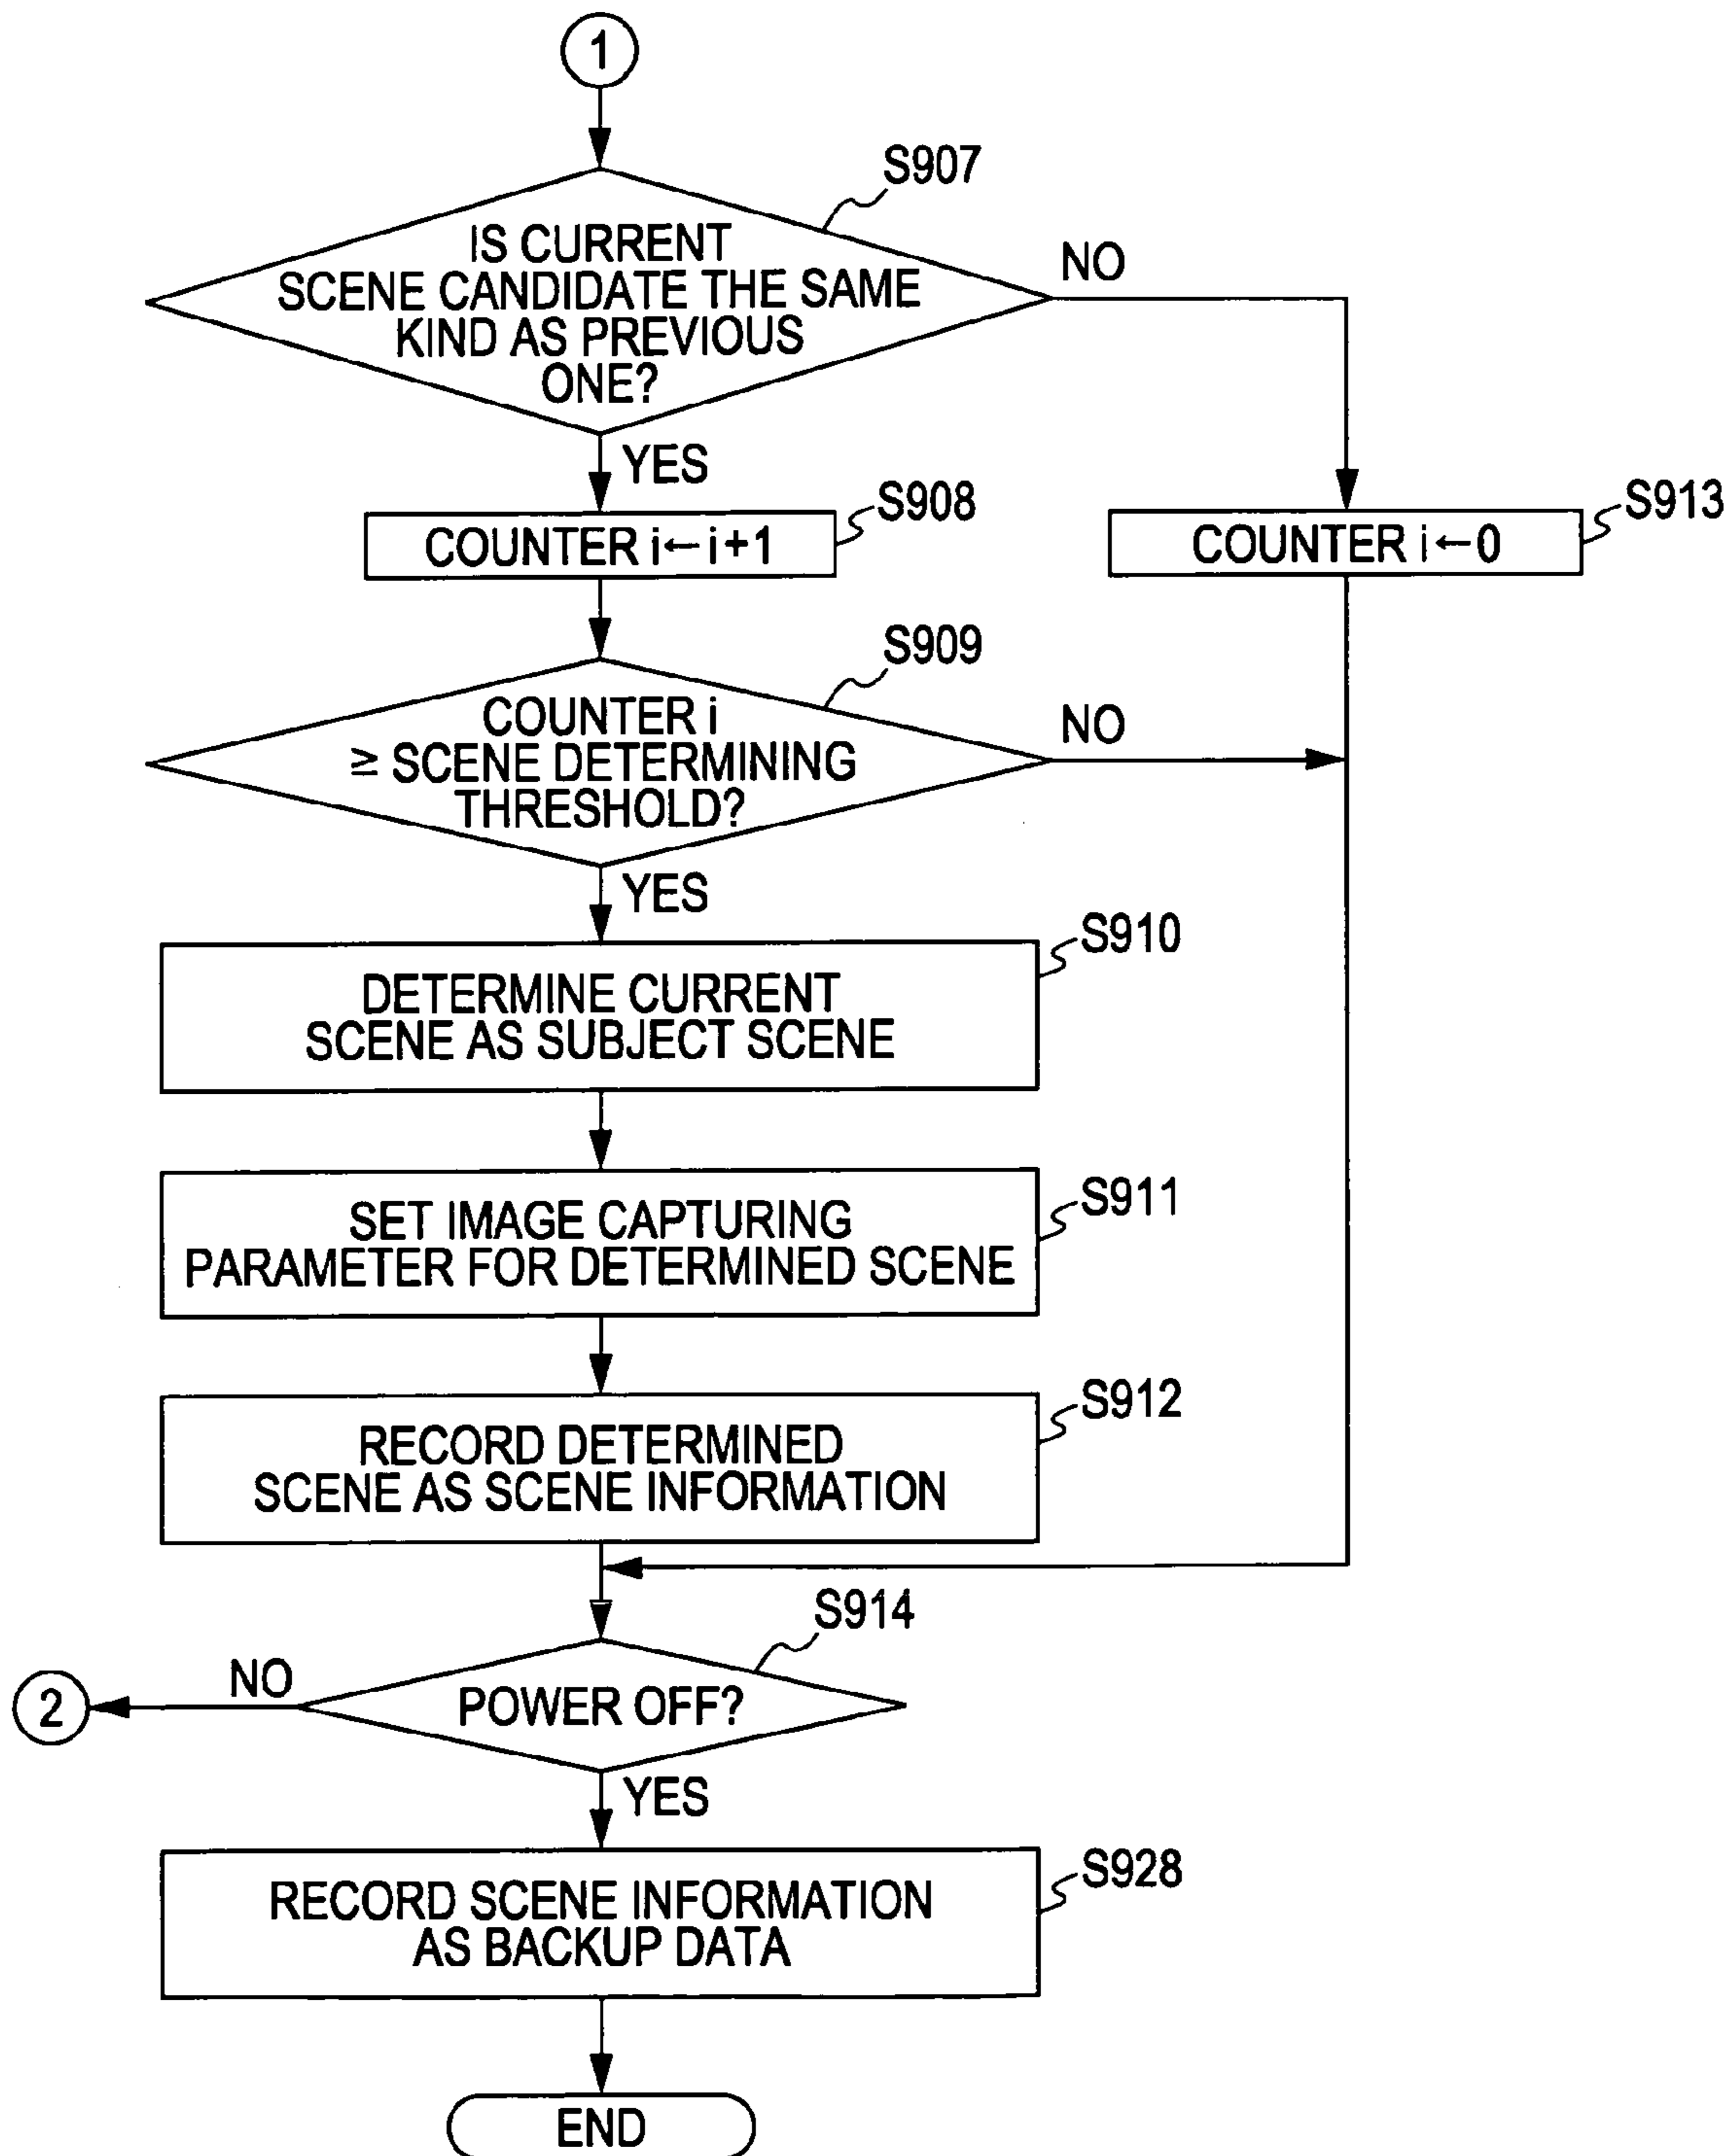 1
S907
IS CURRENT
SCENE CANDIDATE THE SAME
KIND AS PREVIOUS
ONE?
NO
YES
S908
COUNTER i←i+1
S913
COUNTER i←0
S909
COUNTER i
≥ SCENE DETERMINING
THRESHOLD?
NO
YES
S910
DETERMINE CURRENT
SCENE AS SUBJECT SCENE
S911
SET IMAGE CAPTURING
PARAMETER FOR DETERMINED SCENE
S912
RECORD DETERMINED
SCENE AS SCENE INFORMATION
S914
NO
2
POWER OFF?
YES
S928
RECORD SCENE INFORMATION
AS BACKUP DATA
END